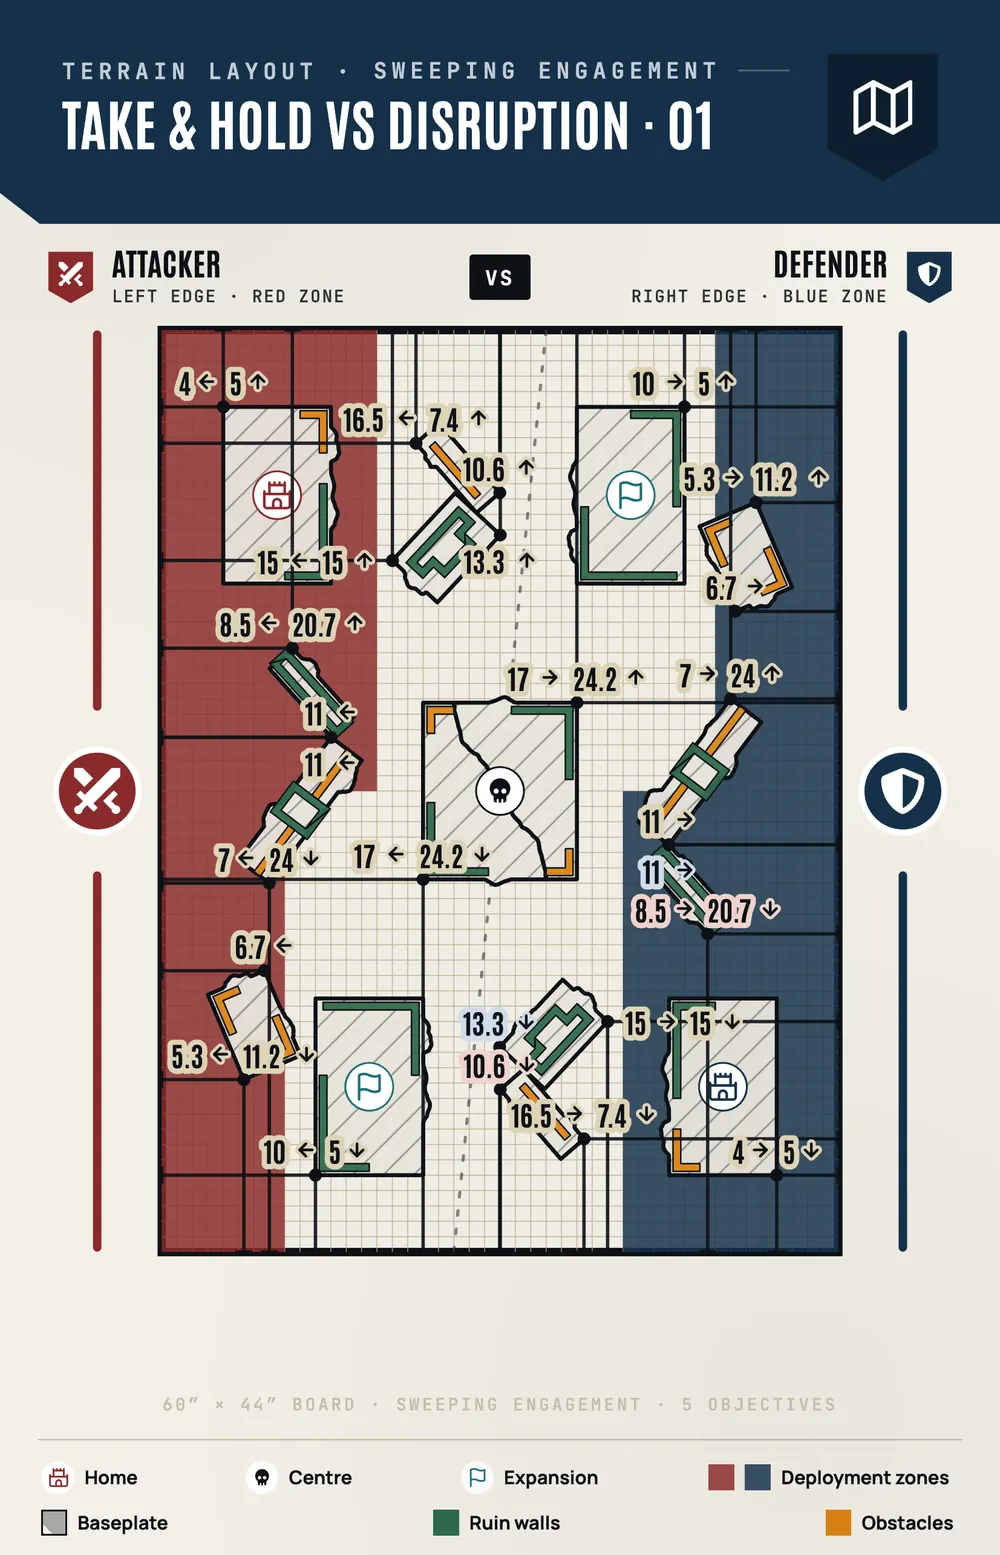 TERRAIN LAYOUT · SWEEPING ENGAGEMENT
TAKE & HOLD VS DISRUPTION · 01
ATTACKER
LEFT EDGE · RED ZONE
VS
DEFENDER
RIGHT EDGE · BLUE ZONE
4 ← 5 ↑
10 → 5 ↑
16.5 ← 7.4 ↑
10.6 ↑
5.3 → 11.2 ↑
15 ← 15 ↑
13.3 ↑
6.7 →
8.5 ← 20.7 ↑
17 → 24.2 ↑
7 → 24 ↑
11 ←
11 ←
11 →
7 ← 24 ↓
17 ← 24.2 ↓
11 →
8.5 → 20.7 ↓
6.7 ←
13.3 ↓
15 → 15 ↓
5.3 ← 11.2 ↓
10.6 ↓
16.5 → 7.4 ↓
10 ← 5 ↓
4 → 5 ↓
60″ × 44″ BOARD · SWEEPING ENGAGEMENT · 5 OBJECTIVES
Home
Centre
Expansion
Deployment zones
Baseplate
Ruin walls
Obstacles